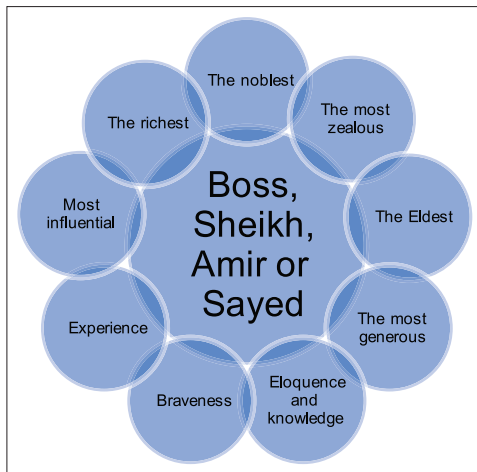 The noblest
The most
zealous
The Eldest
The most
generous
Eloquence
and
knowledge
Braveness
Experience
Most
influential
The richest
Boss,
Sheikh,
Amir or
Sayed